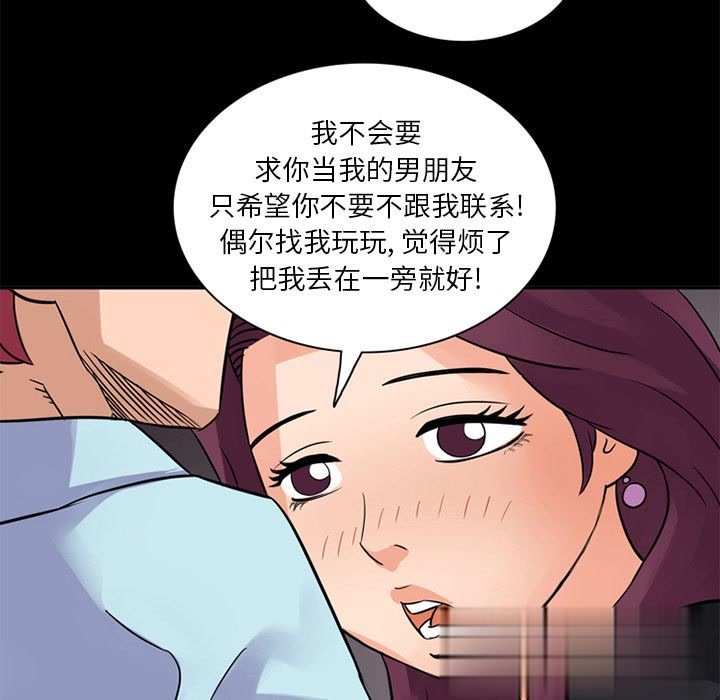 我不会要
求你当我的男朋友
只希望你不要不跟我联系!
偶尔找我玩玩, 觉得烦了
把我丢在一旁就好!